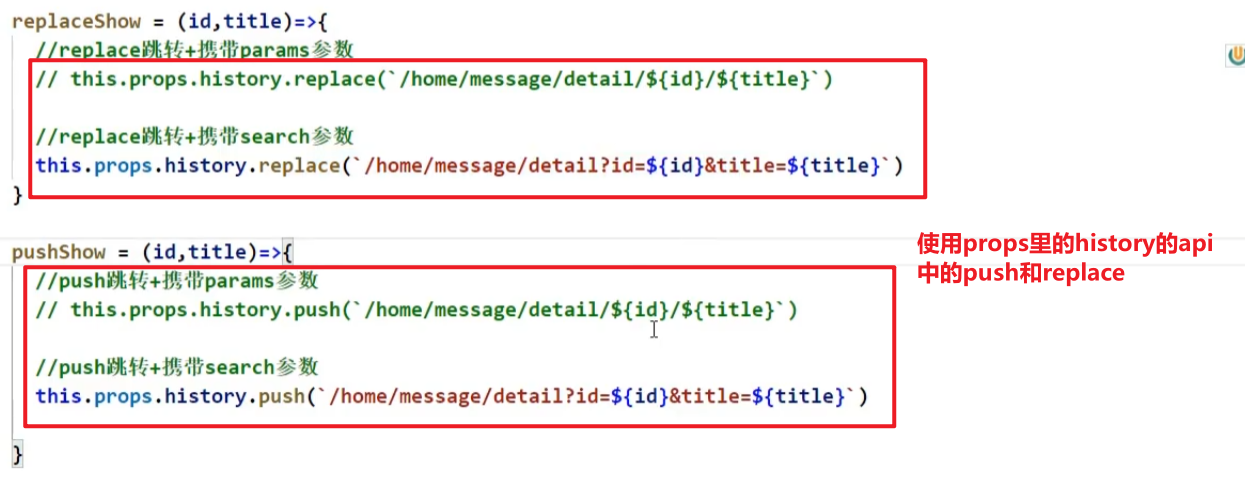 replaceShow = (id,title)=>{
//replace跳转+携带params参数
// this.props.history.replace(`/home/message/detail/${id}/${title}`)
//replace跳转+携带search参数
this.props.history.replace(`/home/message/detail?id=${id}&title=${title}`)
}
pushShow = (id,title)=>{
//push跳转+携带params参数
// this.props.history.push(`/home/message/detail/${id}/${title}`)
//push跳转+携带search参数
this.props.history.push(`/home/message/detail?id=${id}&title=${title}`)
}
使用props里的history的api
中的push和replace